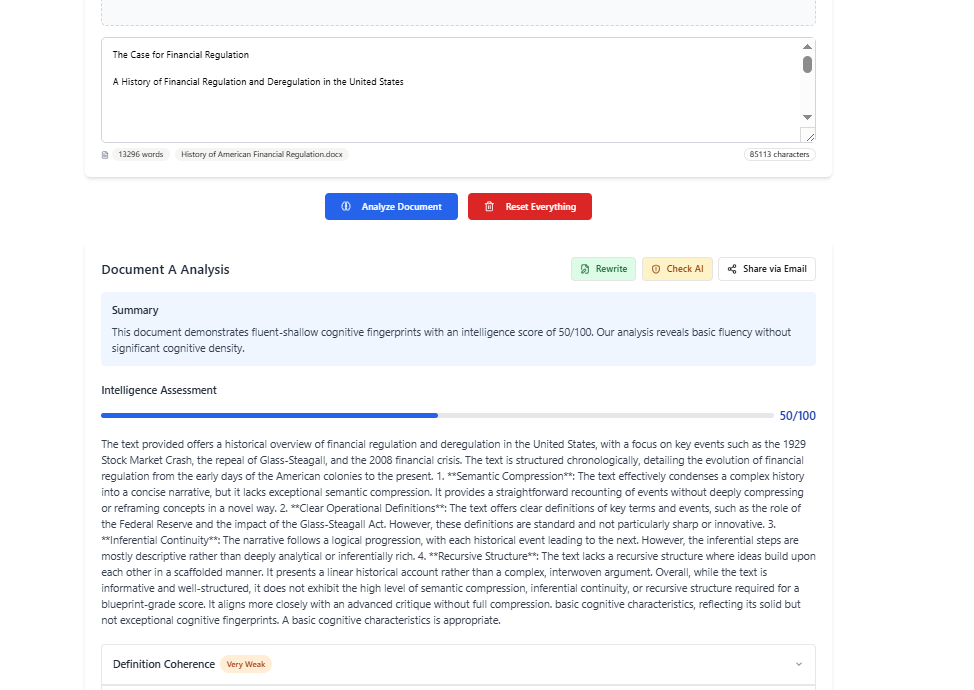 The Case for Financial Regulation
A History of Financial Regulation and Deregulation in the United States
13296 words
History of American Financial Regulation.docx
85113 characters
Analyze Document
Reset Everything
Document A Analysis
Rewrite
Check AI
Share via Email
Summary
This document demonstrates fluent-shallow cognitive fingerprints with an intelligence score of 50/100. Our analysis reveals basic fluency without
significant cognitive density.
Intelligence Assessment
50/100
The text provided offers a historical overview of financial regulation and deregulation in the United States, with a focus on key events such as the 1929
Stock Market Crash, the repeal of Glass-Steagall, and the 2008 financial crisis. The text is structured chronologically, detailing the evolution of financial
regulation from the early days of the American colonies to the present. 1. **Semantic Compression**: The text effectively condenses a complex history
into a concise narrative, but it lacks exceptional semantic compression. It provides a straightforward recounting of events without deeply compressing
or reframing concepts in a novel way. 2. **Clear Operational Definitions**: The text offers clear definitions of key terms and events, such as the role of
the Federal Reserve and the impact of the Glass-Steagall Act. However, these definitions are standard and not particularly sharp or innovative. 3.
**Inferential Continuity**: The narrative follows a logical progression, with each historical event leading to the next. However, the inferential steps are
mostly descriptive rather than deeply analytical or inferentially rich. 4. **Recursive Structure**: The text lacks a recursive structure where ideas build upon
each other in a scaffolded manner. It presents a linear historical account rather than a complex, interwoven argument. Overall, while the text is
informative and well-structured, it does not exhibit the high level of semantic compression, inferential continuity, or recursive structure required for a
blueprint-grade score. It aligns more closely with an advanced critique without full compression. basic cognitive characteristics, reflecting its solid but
not exceptional cognitive fingerprints. A basic cognitive characteristics is appropriate.
Definition Coherence
Very Weak